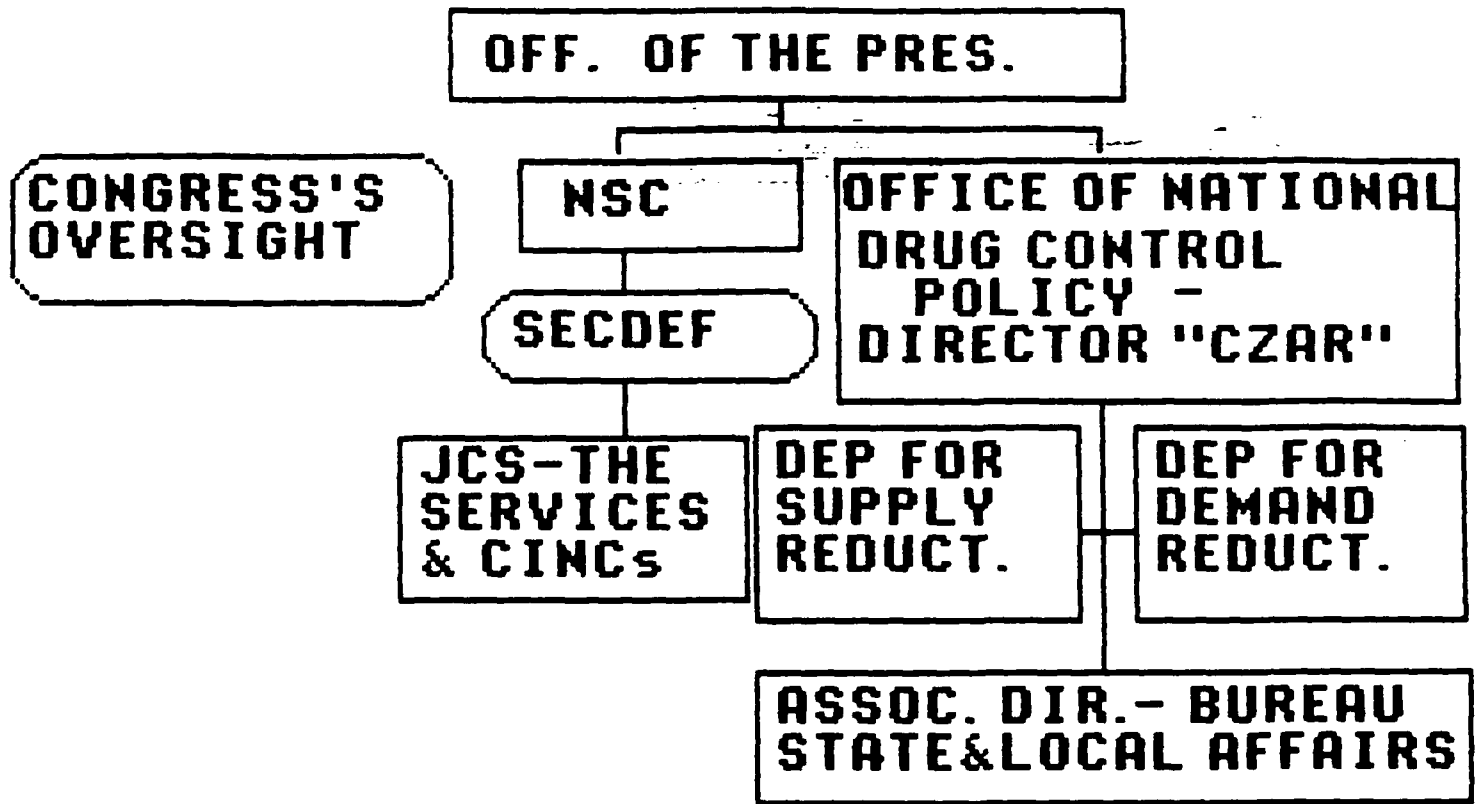 OFF. OF THE PRES.
CONGRESS'S
OVERSIGHT
NSC
OFFICE OF NATIONAL
DRUG CONTROL
POLICY -
DIRECTOR "CZAR"
SECDEF
JCS-THE
SERVICES
& CINCs
DEP FOR
SUPPLY
REDUCT.
DEP FOR
DEMAND
REDUCT.
ASSOC. DIR.- BUREAU
STATE&LOCAL AFFAIRS